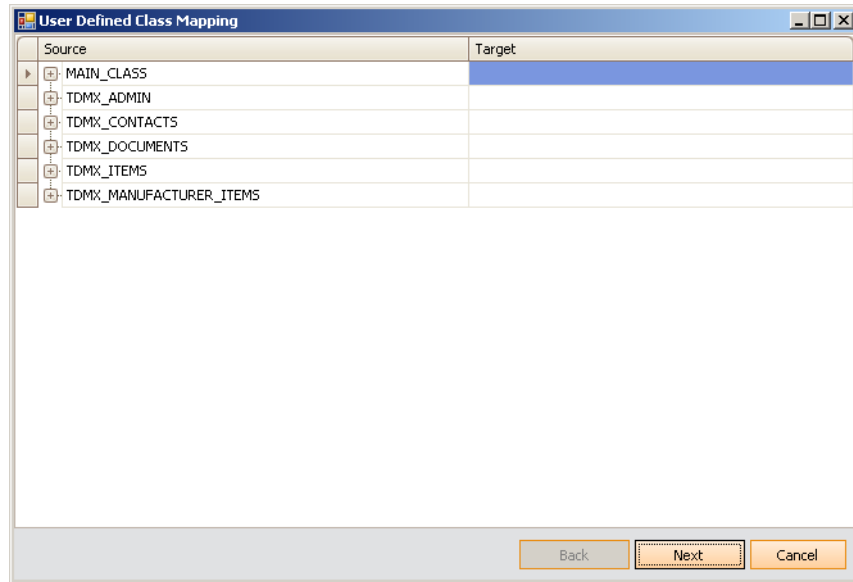 User Defined Class Mapping
Source Target
MAIN_CLASS
TDMX_ADMIN
TDMX_CONTACTS
TDMX_DOCUMENTS
TDMX_ITEMS
TDMX_MANUFACTURER_ITEMS
Back Next Cancel